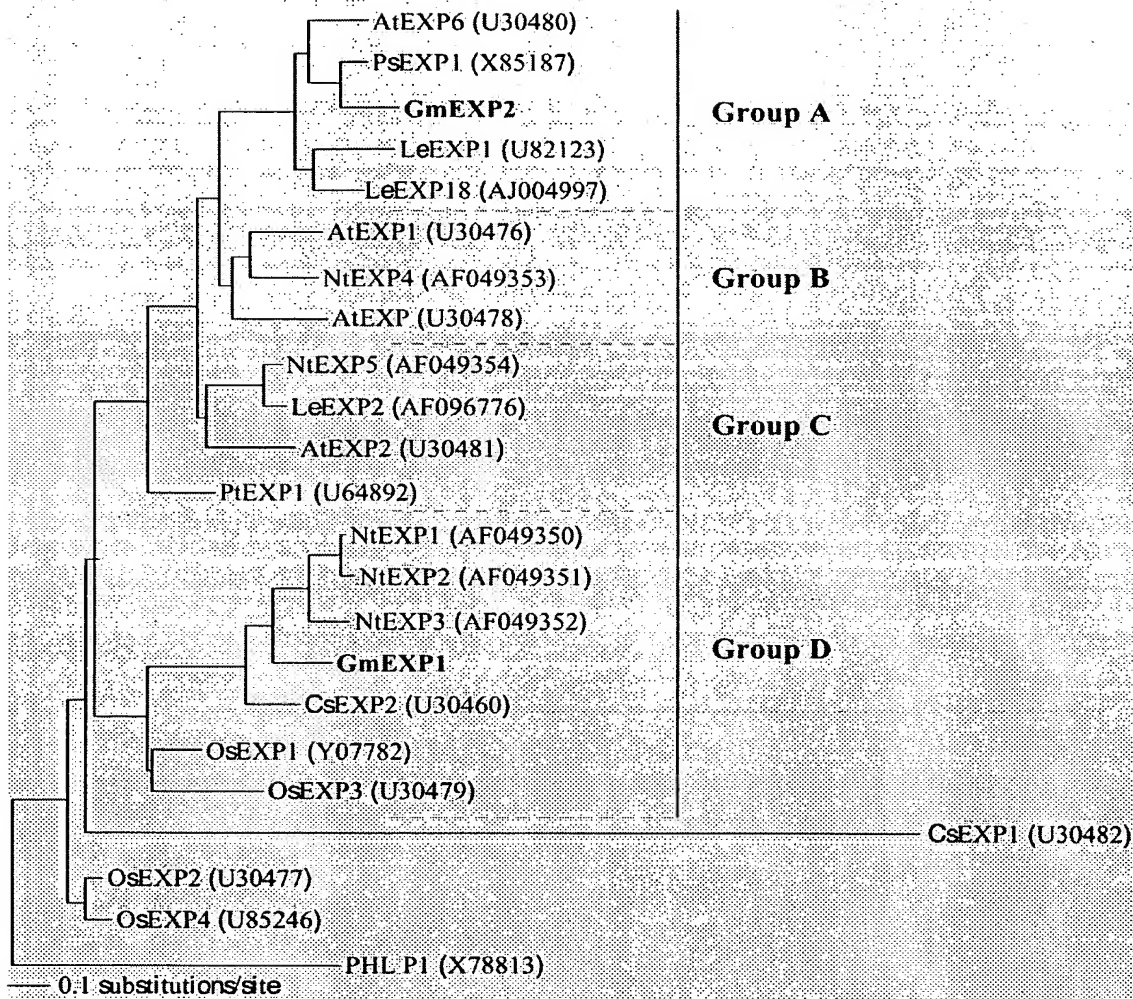 AtEXP6 (U30480)
PsEXP1 (X85187)
GmEXP2
Group A
LeEXP1 (U82123)
LeEXP18 (AJ004997)
AtEXP1 (U30476)
NtEXP4 (AF049353)
Group B
AtEXP (U30478)
NtEXP5 (AF049354)
LeEXP2 (AF096776)
Group C
AtEXP2 (U30481)
PtEXP1 (U64892)
NtEXP1 (AF049350)
NtEXP2 (AF049351)
NtEXP3 (AF049352)
Group D
GmEXP1
CsEXP2 (U30460)
OsEXP1 (Y07782)
OsEXP3 (U30479)
CsEXP1 (U30482)
OsEXP2 (U30477)
OsEXP4 (U85246)
PHL P1 (X78813)
0.1 substitutions/site